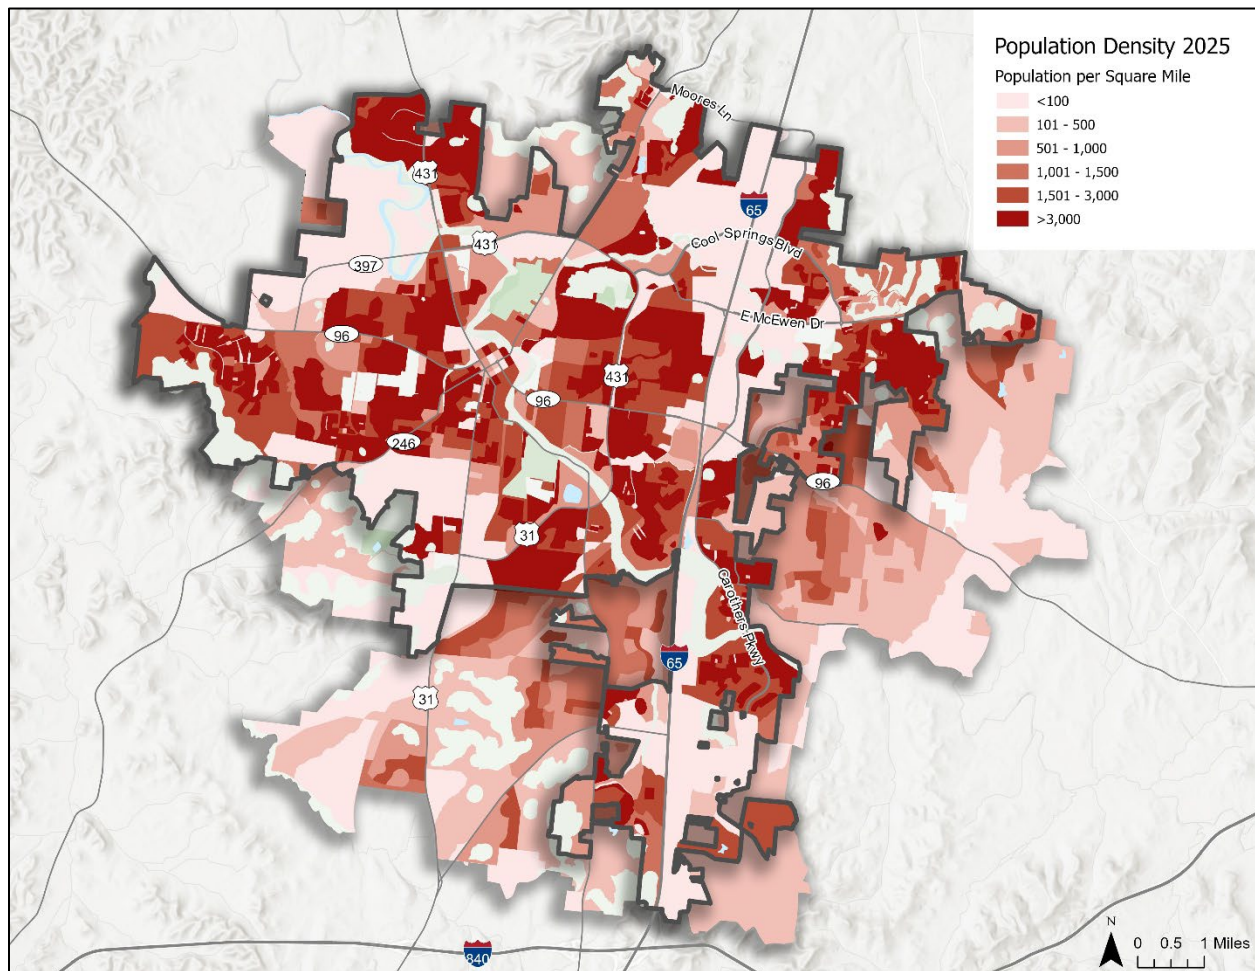 Population Density 2025
Population per Square Mile
<100
101 - 500
501 - 1,000
1,001 - 1,500
1,501 - 3,000
>3,000
Moores Ln
431
65
431
Cool Springs Blvd
397
E McEwen Dr
96
431
96
246
96
31
Carothers Pkwy
65
31
840
N
0 0.5 1 Miles